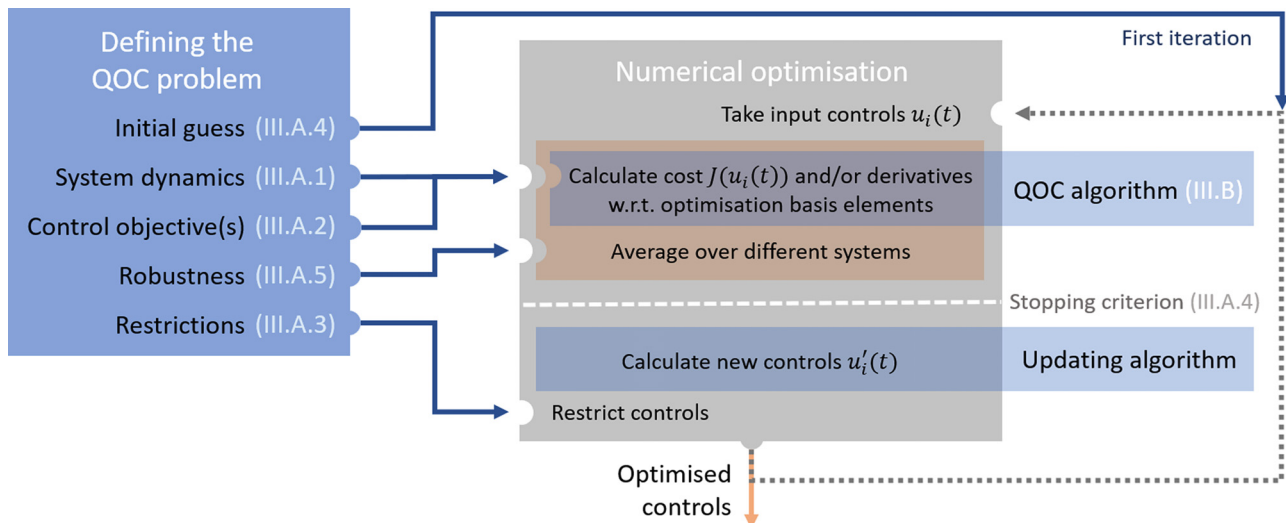 Defining the
QOC problem
Initial guess (III.A.4)
System dynamics (III.A.1)
Control objective(s) (III.A.2)
Robustness (III.A.5)
Restrictions (III.A.3)
First iteration
Numerical optimisation
Take input controls u_i(t)
Calculate cost J(u_i(t)) and/or derivatives
w.r.t. optimisation basis elements
QOC algorithm (III.B)
Average over different systems
Stopping criterion (III.A.4)
Calculate new controls u_i'(t)
Updating algorithm
Restrict controls
Optimised
controls